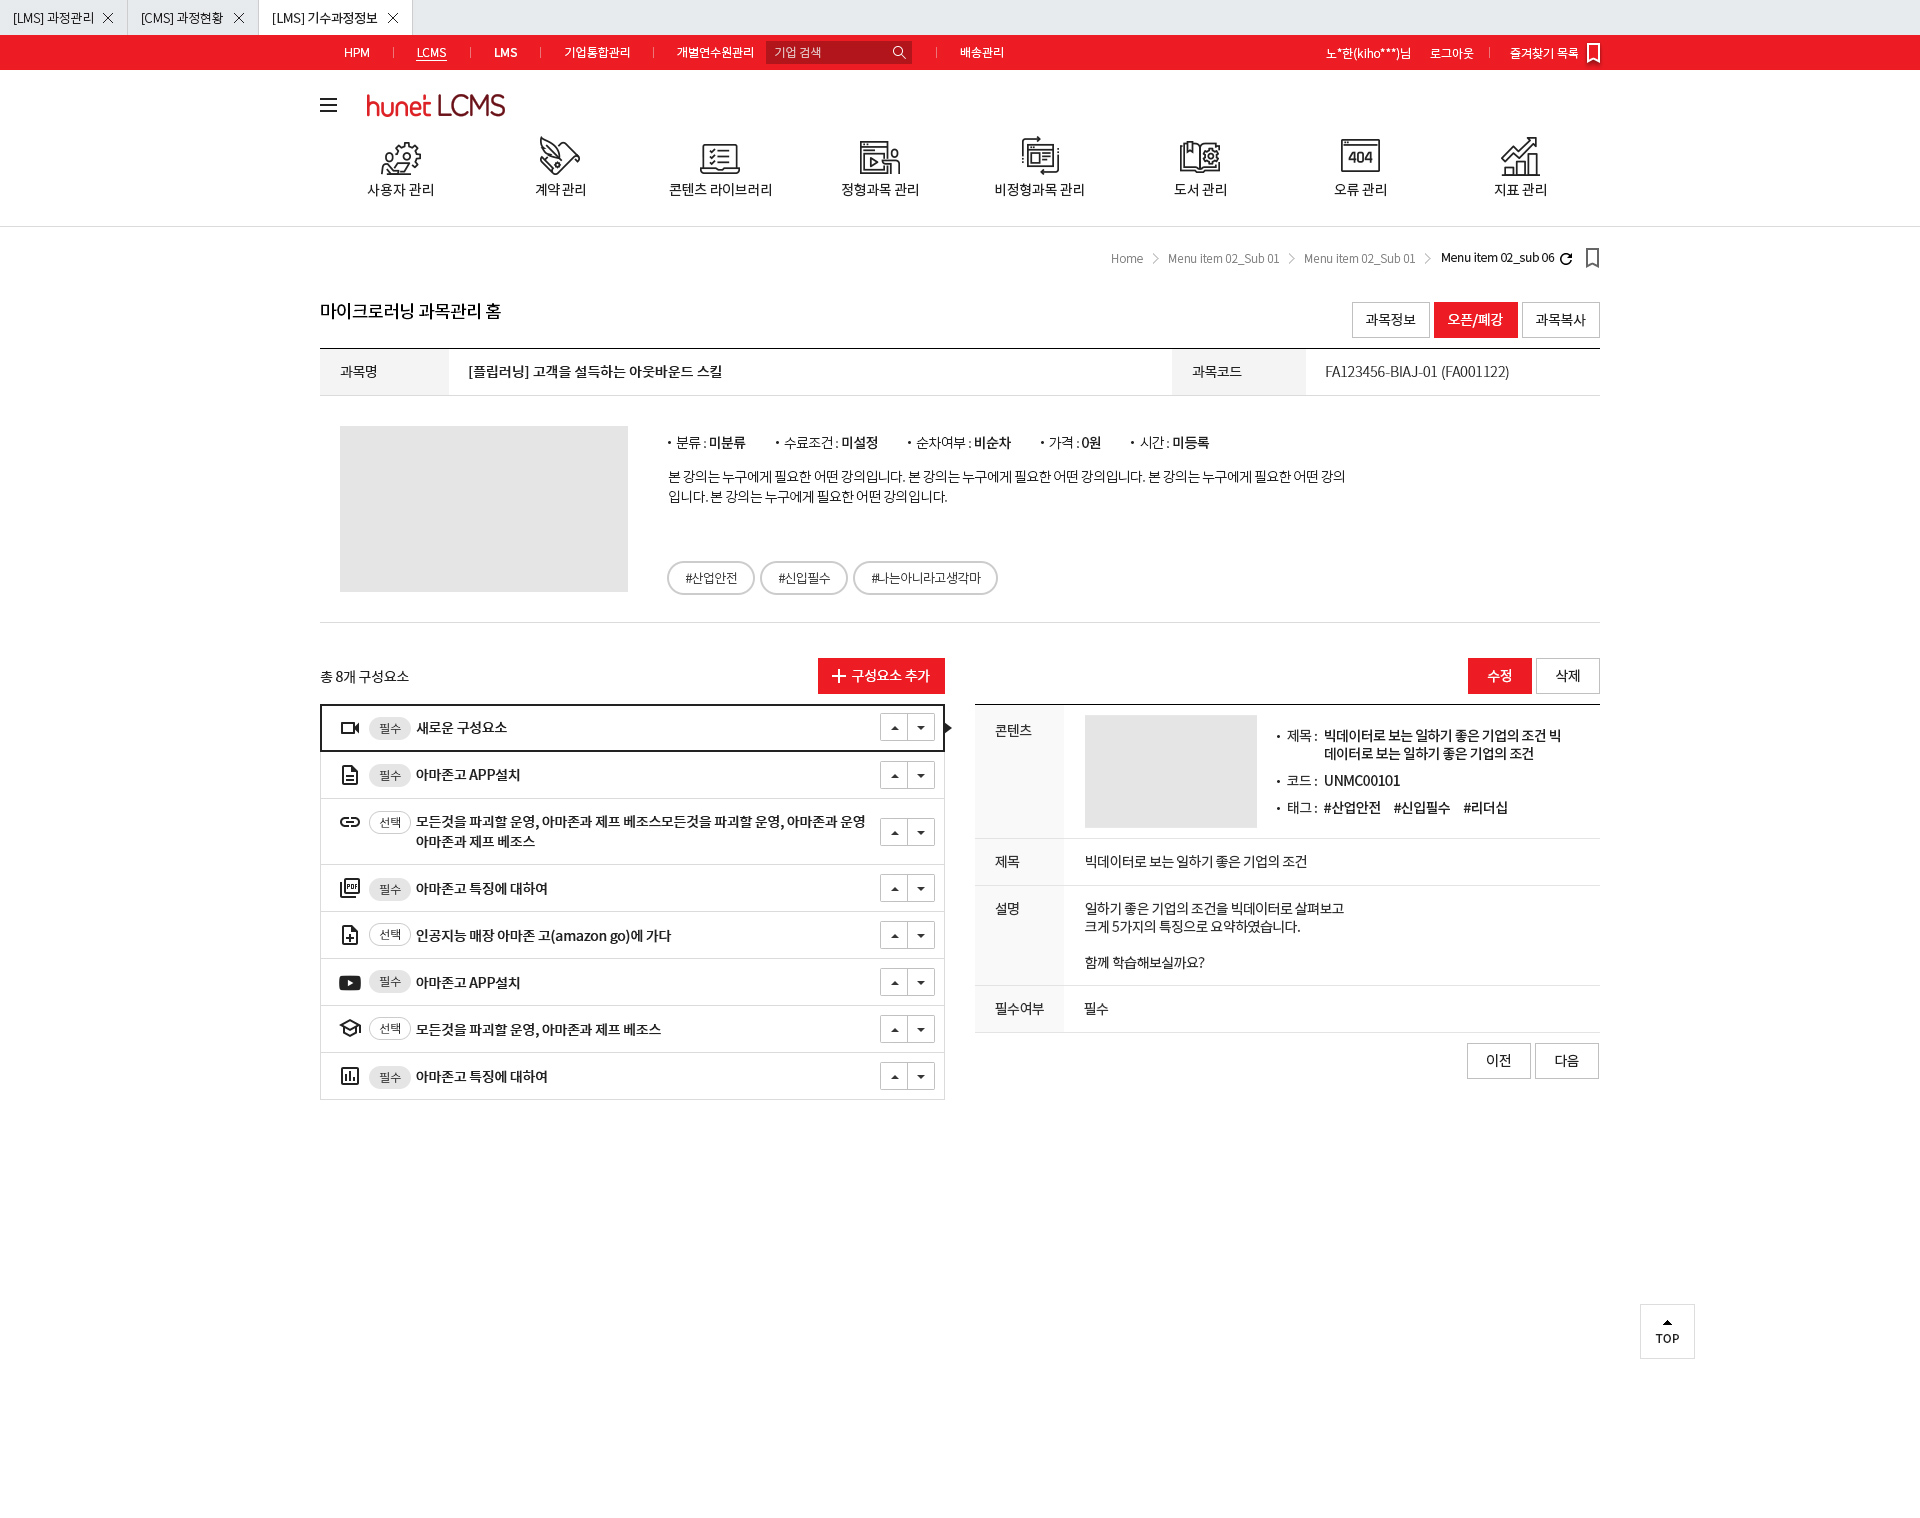 [LMS] 과정관리
[CMS] 과정현황
[LMS] 기수과정정보
HPM
LCMS
LMS
기업통합관리
개별연수원관리
기업 검색
배송관리
노*한(kiho***)님
로그아웃
즐겨찾기 목록
hunet LCMS
사용자 관리
계약관리
콘텐츠 라이브러리
정형과목 관리
비정형과목 관리
도서 관리
404
오류 관리
지표 관리
Home
Menu item 02_Sub 01
Menu item 02_Sub 01
Menu item 02_sub 06
마이크로러닝 과목관리 홈
과목정보
오픈/폐강
과목복사
과목명
[플립러닝] 고객을 설득하는 아웃바운드 스킬
과목코드
FA123456-BIAJ-01 (FA001122)
• 분류 : 미분류
• 수료조건 : 미설정
• 순차여부 : 비순차
• 가격 : 0원
• 시간 : 미등록
본 강의는 누구에게 필요한 어떤 강의입니다. 본 강의는 누구에게 필요한 어떤 강의입니다. 본 강의는 누구에게 필요한 어떤 강의
입니다. 본 강의는 누구에게 필요한 어떤 강의입니다.
#산업안전
#신입필수
#나는아니라고생각마
총 8개 구성요소
구성요소 추가
필수 새로운 구성요소
필수 아마존고 APP설치
선택 모든것을 파괴할 운영, 아마존과 제프 베조스모든것을 파괴할 운영, 아마존과 운영
아마존과 제프 베조스
PDF 필수 아마존고 특징에 대하여
선택 인공지능 매장 아마존 고(amazon go)에 가다
필수 아마존고 APP설치
선택 모든것을 파괴할 운영, 아마존과 제프 베조스
필수 아마존고 특징에 대하여
수정
삭제
콘텐츠
• 제목 : 빅데이터로 보는 일하기 좋은 기업의 조건 빅
데이터로 보는 일하기 좋은 기업의 조건
• 코드 : UNMC00101
• 태그 : #산업안전 #신입필수 #리더십
제목
빅데이터로 보는 일하기 좋은 기업의 조건
설명
일하기 좋은 기업의 조건을 빅데이터로 살펴보고
크게 5가지의 특징으로 요약하였습니다.
함께 학습해보실까요?
필수여부
필수
이전
다음
TOP